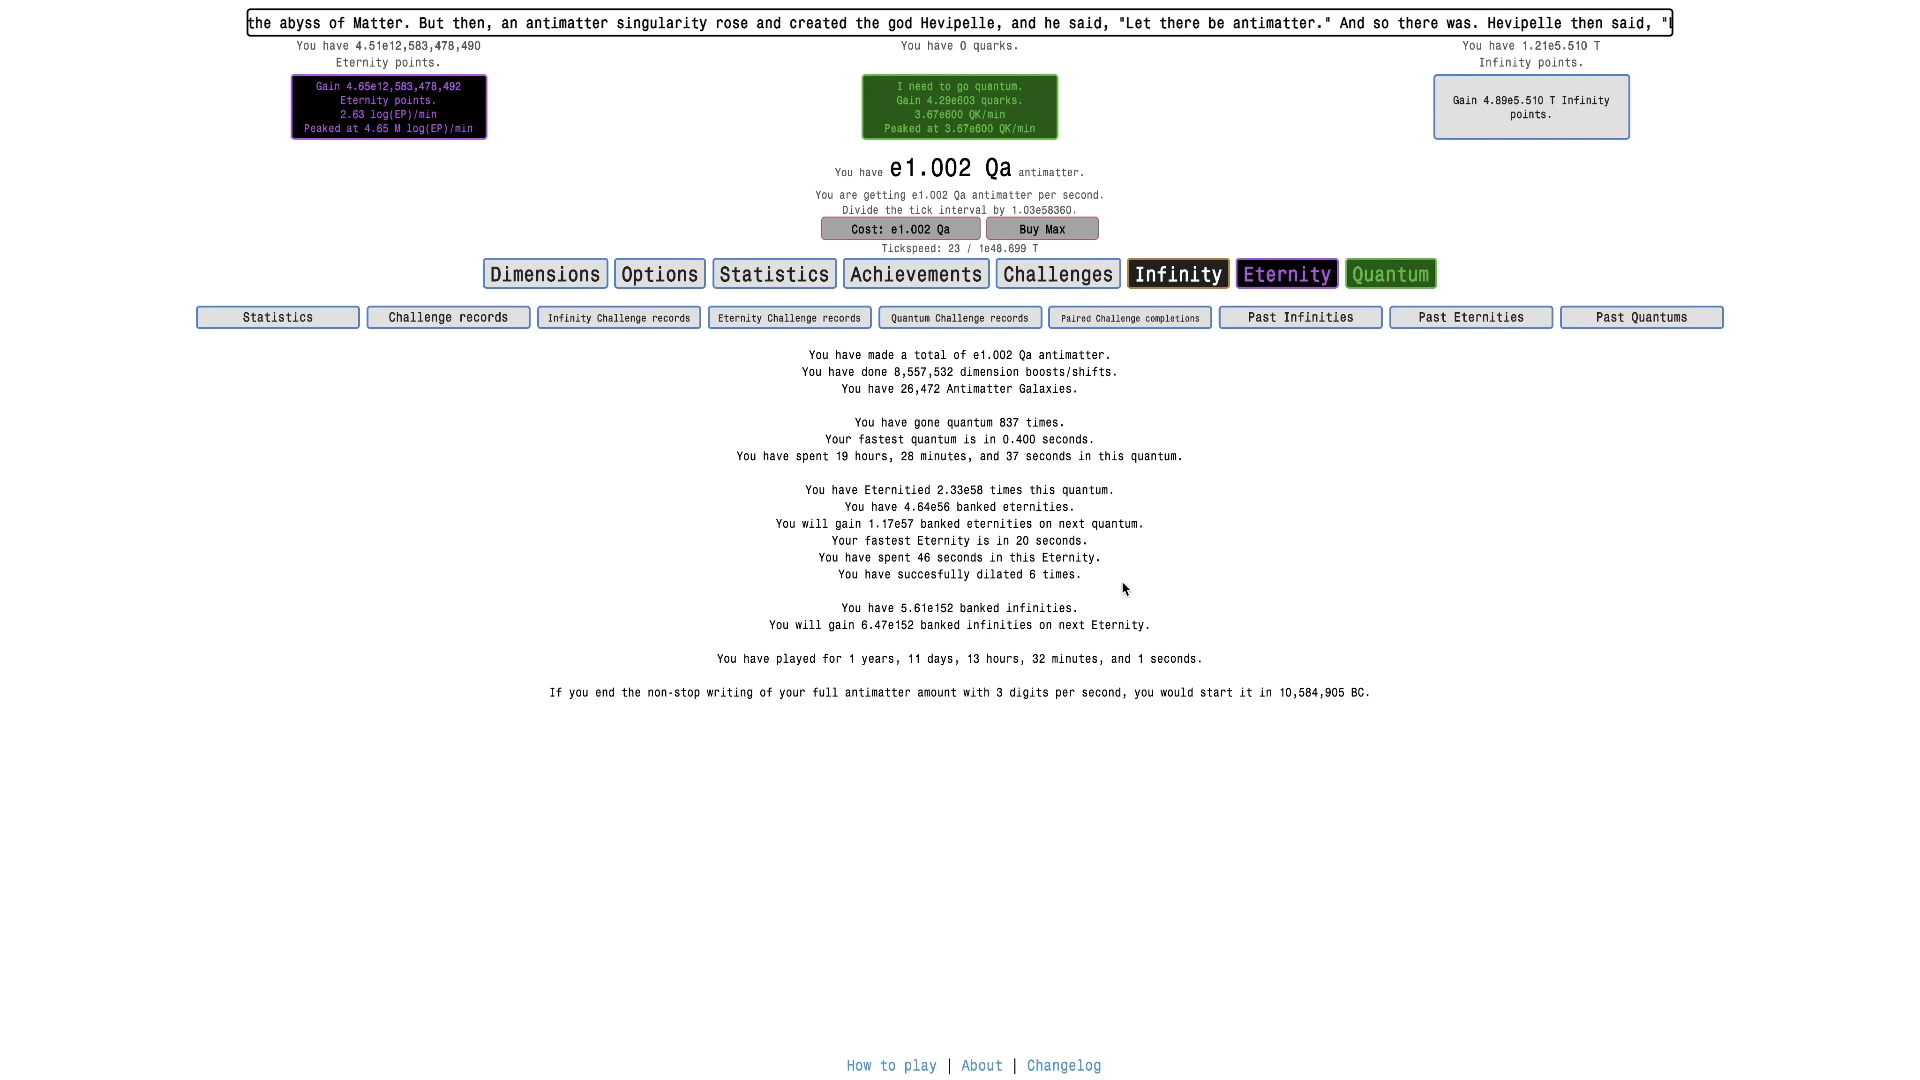 the abyss of Matter. But then, an antimatter singularity rose and created the god Hevipelle, and he said, "Let there be antimatter." And so there was. Hevipelle then said, "L
You have 4.51e12,583,478,490
Eternity points.
You have 0 quarks.
You have 1.21e5.510 T
Infinity points.
Gain 4.65e12,583,478,492
Eternity points.
2.63 log(EP)/min
Peaked at 4.65 M log(EP)/min
I need to go quantum.
Gain 4.29e603 quarks.
3.67e600 QK/min
Peaked at 3.67e600 QK/min
Gain 4.89e5.510 T Infinity
points.
You have e1.002 Qa antimatter.
You are getting e1.002 Qa antimatter per second.
Divide the tick interval by 1.03e58360.
Cost: e1.002 Qa
Buy Max
Tickspeed: 23 / 1e48.699 T
Dimensions
Options
Statistics
Achievements
Challenges
Infinity
Eternity
Quantum
Statistics
Challenge records
Infinity Challenge records
Eternity Challenge records
Quantum Challenge records
Paired Challenge completions
Past Infinities
Past Eternities
Past Quantums
You have made a total of e1.002 Qa antimatter.
You have done 8,557,532 dimension boosts/shifts.
You have 26,472 Antimatter Galaxies.
You have gone quantum 837 times.
Your fastest quantum is in 0.400 seconds.
You have spent 19 hours, 28 minutes, and 37 seconds in this quantum.
You have Eternitied 2.33e58 times this quantum.
You have 4.64e56 banked eternities.
You will gain 1.17e57 banked eternities on next quantum.
Your fastest Eternity is in 20 seconds.
You have spent 46 seconds in this Eternity.
You have succesfully dilated 6 times.
You have 5.61e152 banked infinities.
You will gain 6.47e152 banked infinities on next Eternity.
You have played for 1 years, 11 days, 13 hours, 32 minutes, and 1 seconds.
If you end the non-stop writing of your full antimatter amount with 3 digits per second, you would start it in 10,584,905 BC.
How to play | About | Changelog